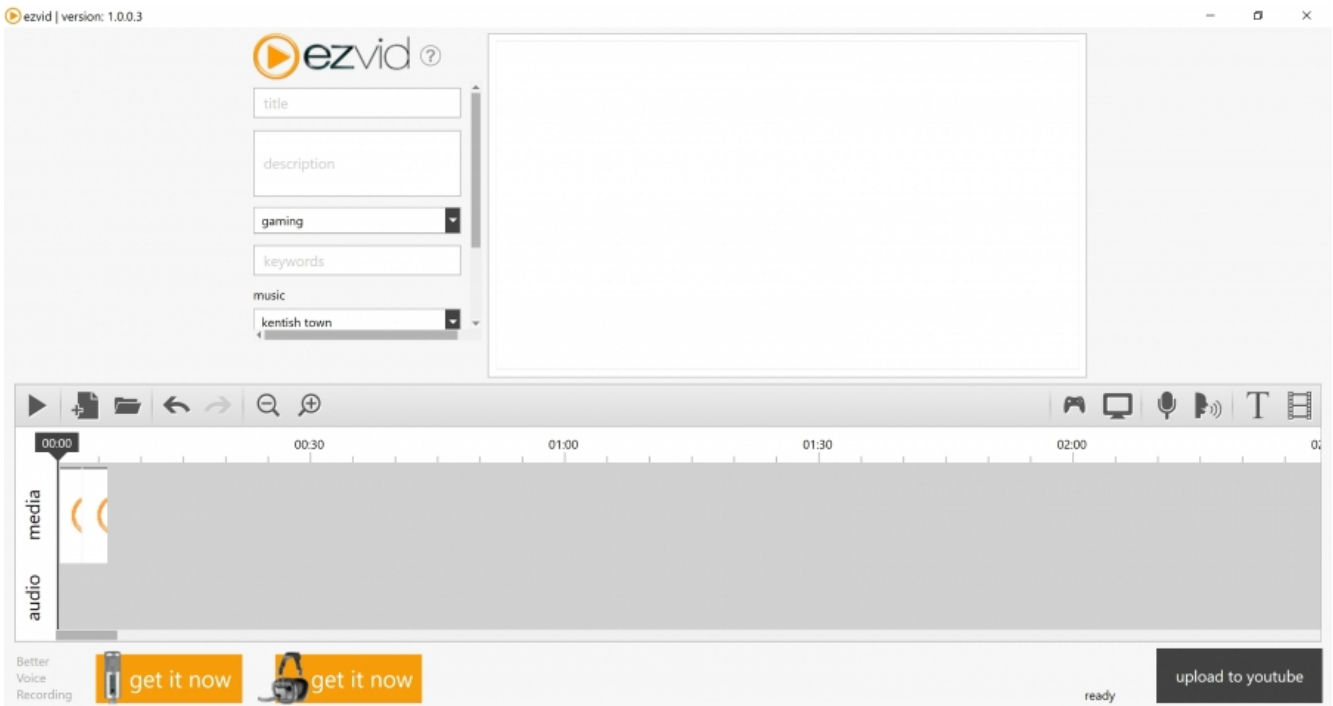 ezvid | version: 1.0.0.3
ezvid ?
title
description
gaming
keywords
music
kentish town
T
00:00 00:30 01:00 01:30 02:00
media
audio
Better
Voice
Recording
get it now
get it now
ready
upload to youtube